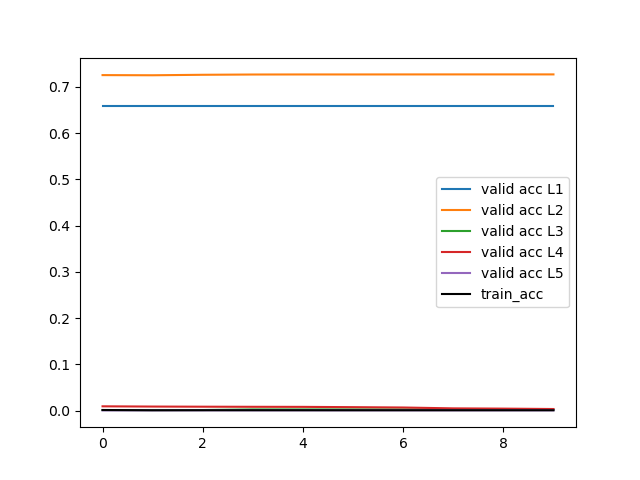 0.7
0.6
0.5
0.4
0.3
0.2
0.1
0.0
0 2 4 6 8
valid acc L1
valid acc L2
valid acc L3
valid acc L4
valid acc L5
train_acc